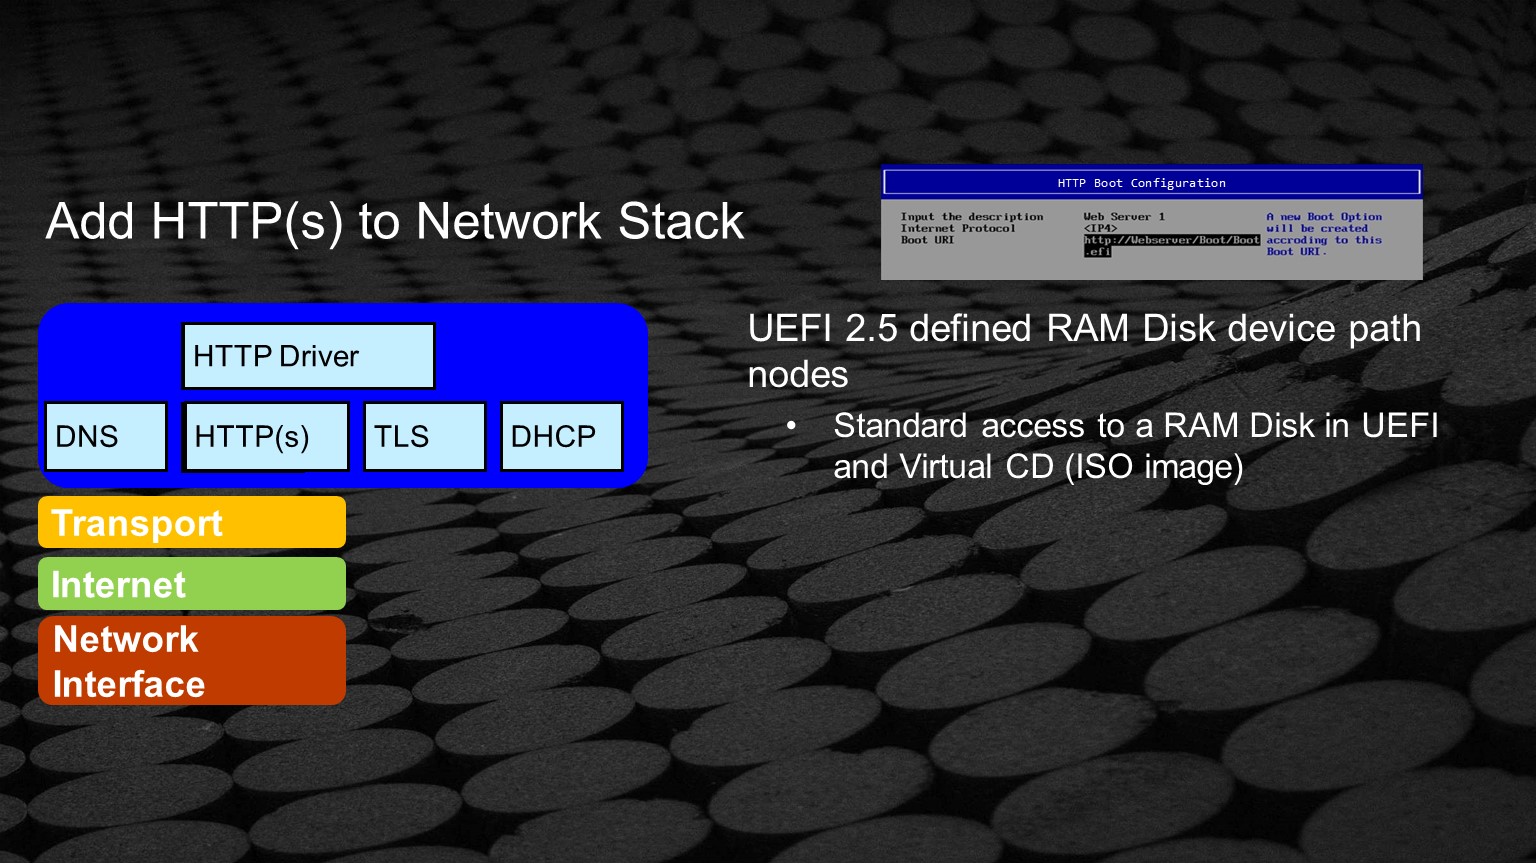 Add HTTP(s) to Network Stack
HTTP Boot Configuration
Input the description Web Server 1 A new Boot Option
Internet Protocol <IP4> will be created
Boot URI http://Webserver/Boot/Boot accroding to this
.efi Boot URI.
HTTP Driver
DNS HTTP(s) TLS DHCP
Transport
Internet
Network
Interface
UEFI 2.5 defined RAM Disk device path
nodes
• Standard access to a RAM Disk in UEFI
and Virtual CD (ISO image)